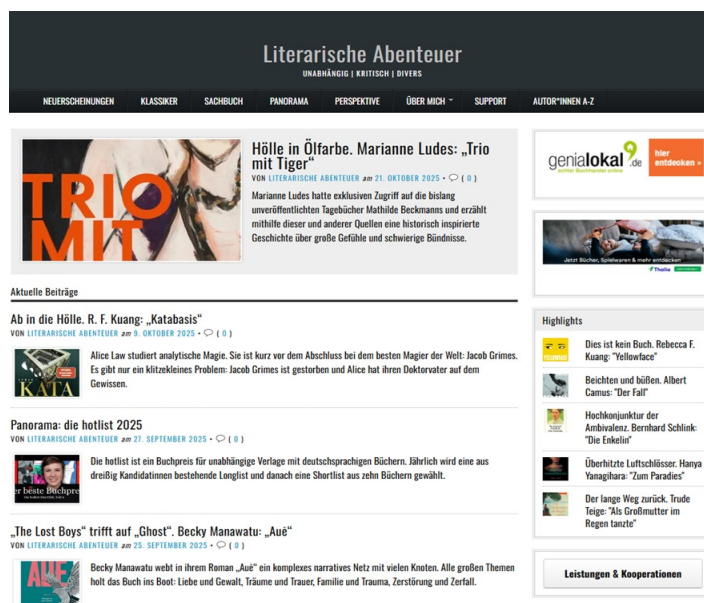 Literarische Abenteuer
UNABHÄNGIG | KRITISCH | DIVERS
NEUERSCHEINUNGEN KLASSIKER SACHBUCH PANORAMA PERSPEKTIVE ÜBER MICH SUPPORT AUTOR*INNEN A-Z
TRIO
MIT
Hölle in Ölfarbe. Marianne Ludes: „Trio
mit Tiger“
VON LITERARISCHE ABENTEUER am 21. OKTOBER 2025 • ( 0 )
Marianne Ludes hatte exklusiven Zugriff auf die bislang
unveröffentlichten Tagebücher Mathilde Beckmanns und erzählt
mithilfe dieser und anderer Quellen eine historisch inspirierte
Geschichte über große Gefühle und schwierige Bündnisse.
Aktuelle Beiträge
Ab in die Hölle. R. F. Kuang: „Katabasis“
VON LITERARISCHE ABENTEUER am 9. OKTOBER 2025 • ( 0 )
KATA
Alice Law studiert analytische Magie. Sie ist kurz vor dem Abschluss bei dem besten Magier der Welt: Jacob Grimes.
Es gibt nur ein klitzekleines Problem: Jacob Grimes ist gestorben und Alice hat ihren Doktorvater auf dem
Gewissen.
Panorama: die hotlist 2025
VON LITERARISCHE ABENTEUER am 27. SEPTEMBER 2025 • ( 0 )
er beste Buchpre
Die hotlist ist ein Buchpreis für unabhängige Verlage mit deutschsprachigen Büchern. Jährlich wird eine aus
dreißig Kandidatinnen bestehende Longlist und danach eine Shortlist aus zehn Büchern gewählt.
„The Lost Boys“ trifft auf „Ghost“. Becky Manawatu: „Auē“
VON LITERARISCHE ABENTEUER am 25. SEPTEMBER 2025 • ( 0 )
AUĒ
Becky Manawatu webt in ihrem Roman „Auē“ ein komplexes narratives Netz mit vielen Knoten. Alle großen Themen
holt das Buch ins Boot: Liebe und Gewalt, Träume und Trauer, Familie und Trauma, Zerstörung und Zerfall.
genialokal.de
echter Buchhandel online
hier
entdecken »
Jetzt Bücher, Spielwaren & mehr entdecken
Thalia
Highlights
Dies ist kein Buch. Rebecca F.
Kuang: "Yellowface"
Beichten und büßen. Albert
Camus: "Der Fall"
Hochkonjunktur der
Ambivalenz. Bernhard Schlink:
"Die Enkelin"
Überhitzte Luftschlösser. Hanya
Yanagihara: "Zum Paradies"
Der lange Weg zurück. Trude
Teige: "Als Großmutter im
Regen tanzte"
Leistungen & Kooperationen